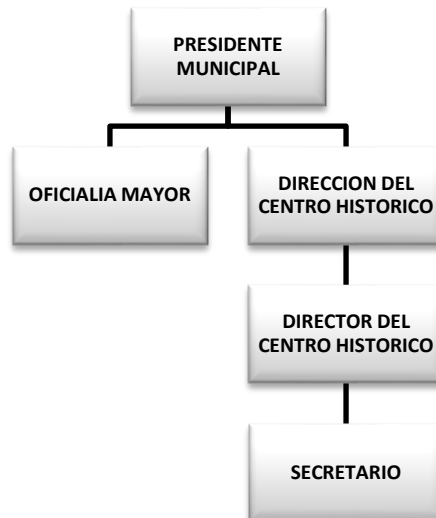 PRESIDENTE
MUNICIPAL
OFICIALIA MAYOR
DIRECCION DEL
CENTRO HISTORICO
DIRECTOR DEL
CENTRO HISTORICO
SECRETARIO